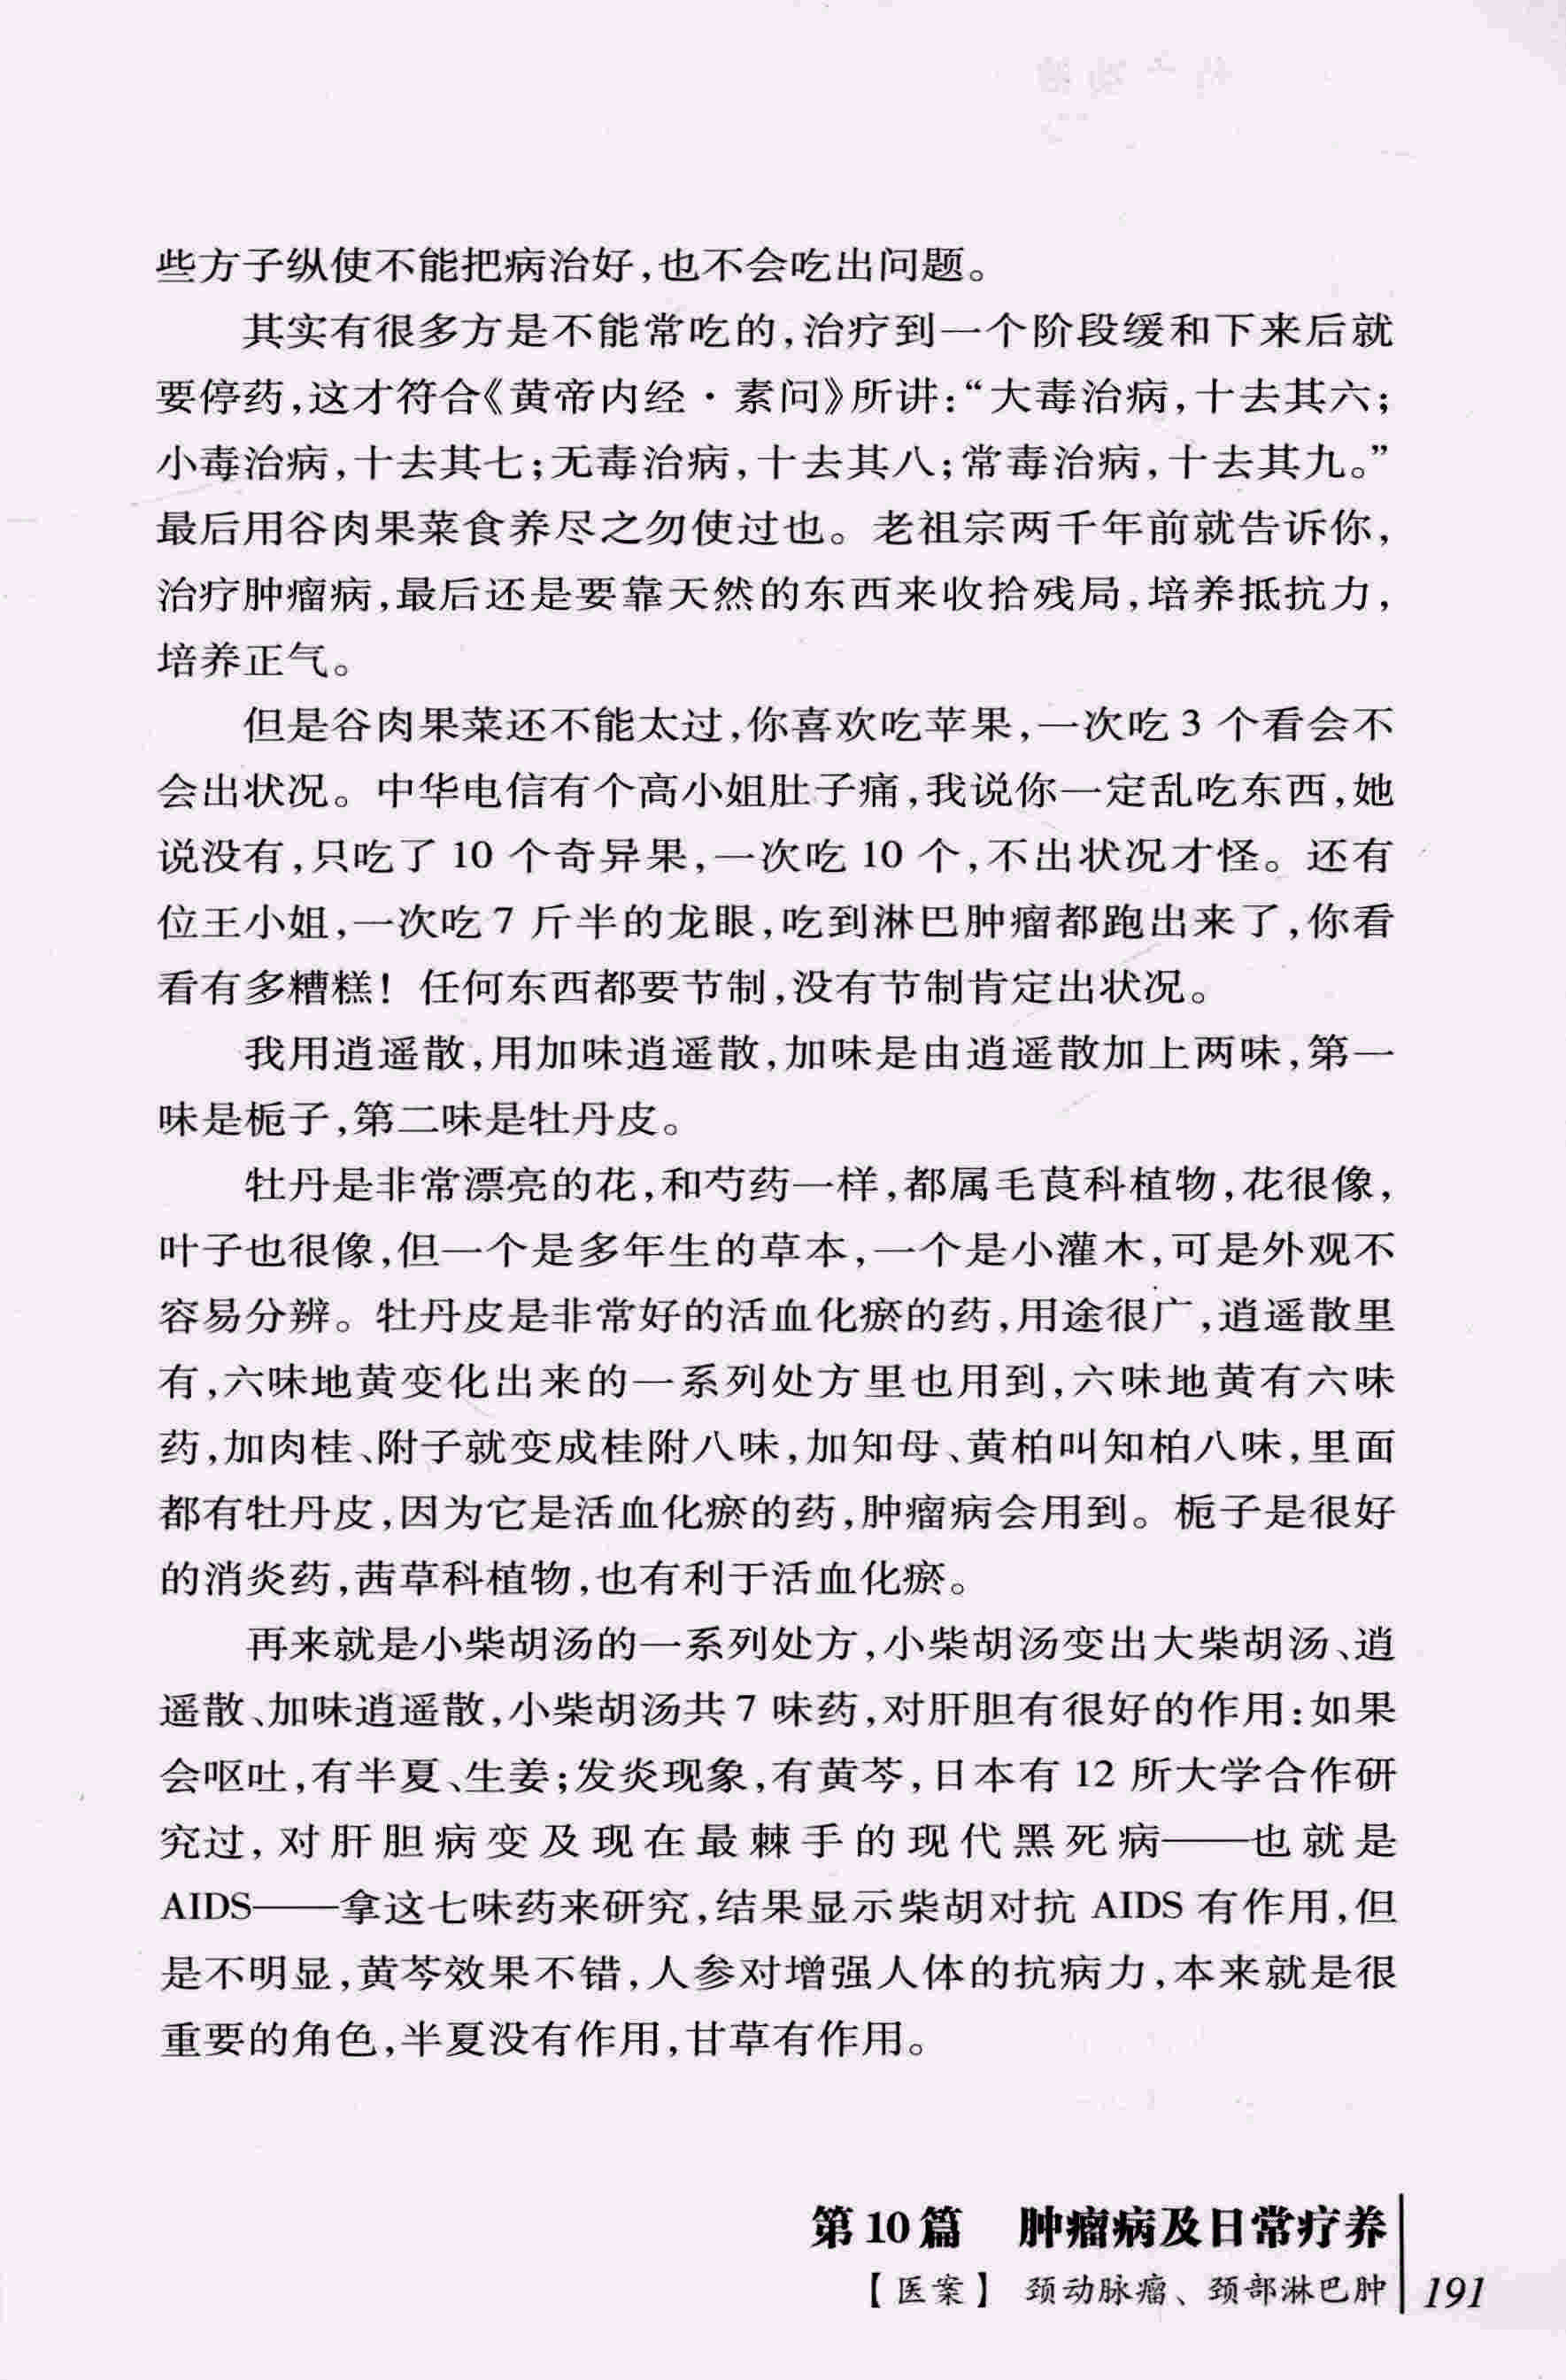 些方子纵使不能把病治好,也不会吃出问题。
其实有很多方是不能常吃的,治疗到一个阶段缓和下来后就
要停药,这才符合《黄帝内经·素问》所讲:“大毒治病,十去其六;
小毒治病,十去其七;无毒治病,十去其八;常毒治病,十去其九。”
最后用谷肉果菜食养尽之勿使过也。老祖宗两千年前就告诉你,
治疗肿瘤病,最后还是要靠天然的东西来收拾残局,培养抵抗力,
培养正气。
但是谷肉果菜还不能太过,你喜欢吃苹果,一次吃3个看会不
会出状况。中华电信有个高小姐肚子痛,我说你一定乱吃东西,她
说没有,只吃了10个奇异果,一次吃10个,不出状况才怪。还有
位王小姐,一次吃7斤半的龙眼,吃到淋巴肿瘤都跑出来了,你看
看有多糟糕!任何东西都要节制,没有节制肯定出状况。
我用逍遥散,用加味逍遥散,加味是由逍遥散加上两味,第一
味是栀子,第二味是牡丹皮。
牡丹是非常漂亮的花,和芍药一样,都属毛茛科植物,花很像,
叶子也很像,但一个是多年生的草本,一个是小灌木,可是外观不
容易分辨。牡丹皮是非常好的活血化瘀的药,用途很广,逍遥散里
有,六味地黄变化出来的一系列处方里也用到,六味地黄有六味
药,加肉桂、附子就变成桂附八味,加知母、黄柏叫知柏八味,里面
都有牡丹皮,因为它是活血化瘀的药,肿瘤病会用到。栀子是很好
的消炎药,茜草科植物,也有利于活血化瘀。
再来就是小柴胡汤的一系列处方,小柴胡汤变出大柴胡汤、逍
遥散、加味逍遥散,小柴胡汤共7味药,对肝胆有很好的作用:如果
会呕吐,有半夏、生姜;发炎现象,有黄芩,日本有12所大学合作研
究过,对肝胆病变及现在最棘手的现代黑死病——也就是
AIDS——拿这七味药来研究,结果显示柴胡对抗AIDS有作用,但
是不明显,黄芩效果不错,人参对增强人体的抗病力,本来就是很
重要的角色,半夏没有作用,甘草有作用。
第10篇 肿瘤病及日常疗养
【医案】 颈动脉瘤、颈部淋巴肿
191